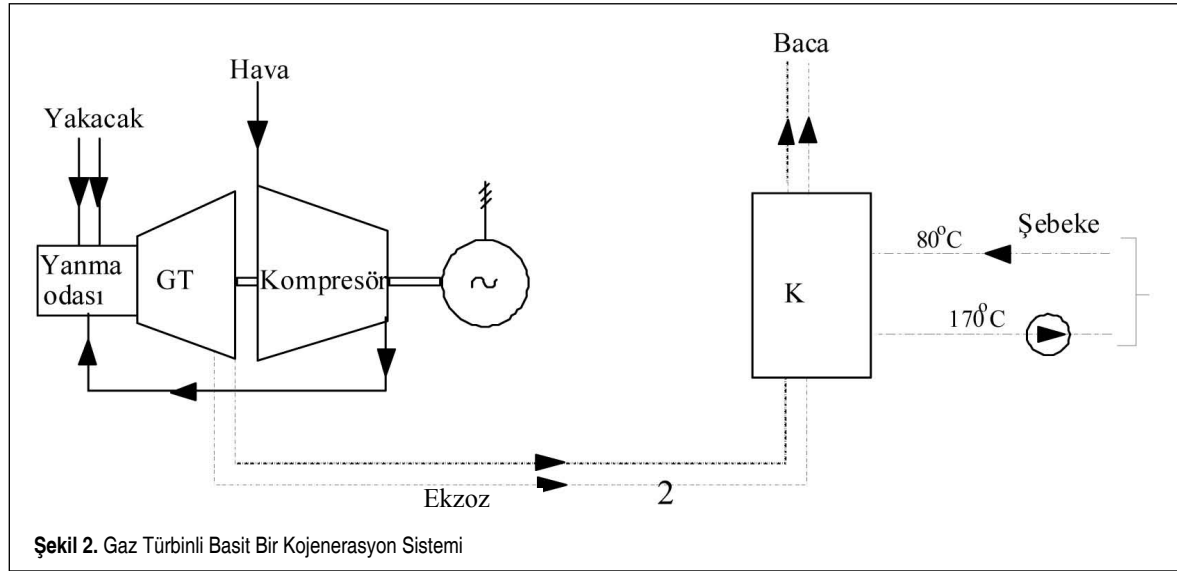 Baca
Hava
Yakacak
Yanma
odası
GT
Kompresör
~
Şebeke
80°C
K
170°C
Ekzoz
2
Şekil 2. Gaz Türbinli Basit Bir Kojenerasyon Sistemi